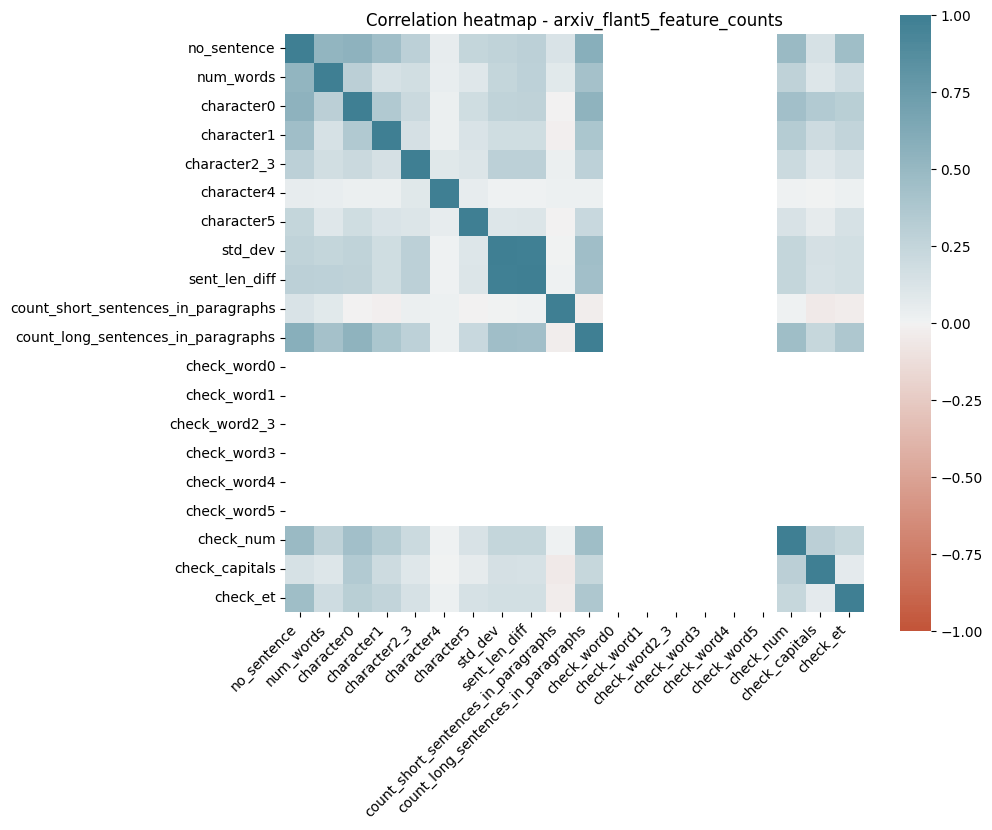 Correlation heatmap - arxiv_flant5_feature_counts
no_sentence
num_words
character0
character1
character2_3
character4
character5
std_dev
sent_len_diff
count_short_sentences_in_paragraphs
count_long_sentences_in_paragraphs
check_word0
check_word1
check_word2_3
check_word3
check_word4
check_word5
check_num
check_capitals
check_et
no_sentence
num_words
character0
character1
character2_3
character4
character5
std_dev
sent_len_diff
count_short_sentences_in_paragraphs
count_long_sentences_in_paragraphs
check_word0
check_word1
check_word2_3
check_word3
check_word4
check_word5
check_num
check_capitals
check_et
1.00
0.75
0.50
0.25
0.00
−0.25
−0.50
−0.75
−1.00